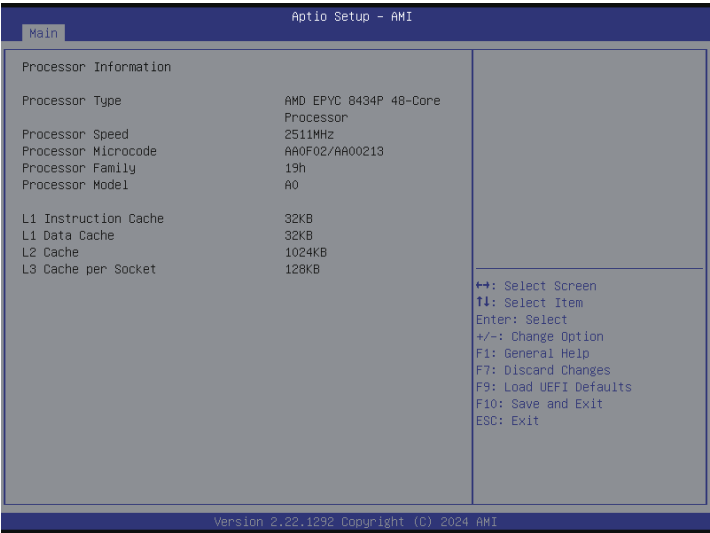 Aptio Setup – AMI
Main
Processor Information
Processor Type AMD EPYC 8434P 48-Core
Processor
Processor Speed 2511MHz
Processor Microcode AA0F02/AA00213
Processor Family 19h
Processor Model A0
L1 Instruction Cache 32KB
L1 Data Cache 32KB
L2 Cache 1024KB
L3 Cache per Socket 128KB
↔: Select Screen
↑↓: Select Item
Enter: Select
+/-: Change Option
F1: General Help
F7: Discard Changes
F9: Load UEFI Defaults
F10: Save and Exit
ESC: Exit
Version 2.22.1292 Copyright (C) 2024 AMI